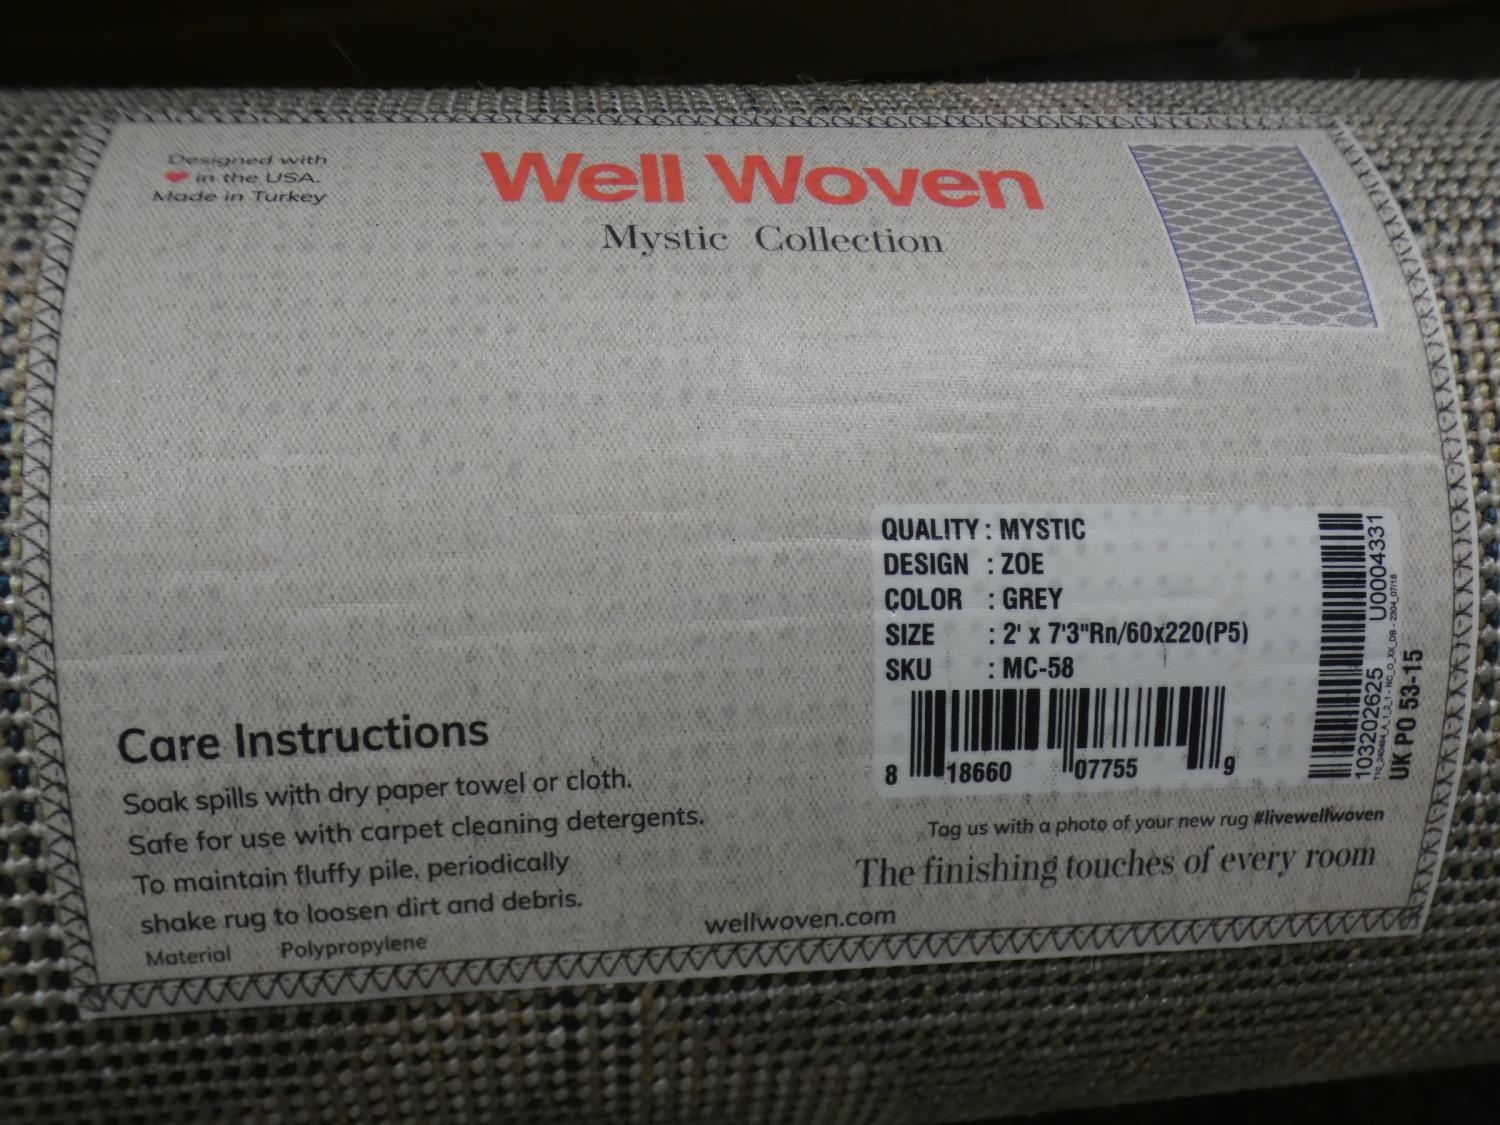 Designed with
❤ in the USA.
Made in Turkey
Well Woven
Mystic Collection
QUALITY : MYSTIC
DESIGN : ZOE
COLOR : GREY
SIZE : 2' x 7'3"Rn/60x220(P5)
SKU : MC-58
8 18660 07755 9
103202625 U0004331
UK PO 53-15
Care Instructions
Soak spills with dry paper towel or cloth.
Safe for use with carpet cleaning detergents.
To maintain fluffy pile, periodically
shake rug to loosen dirt and debris.
Material Polypropylene
Tag us with a photo of your new rug #livewellwoven
The finishing touches of every room
wellwoven.com